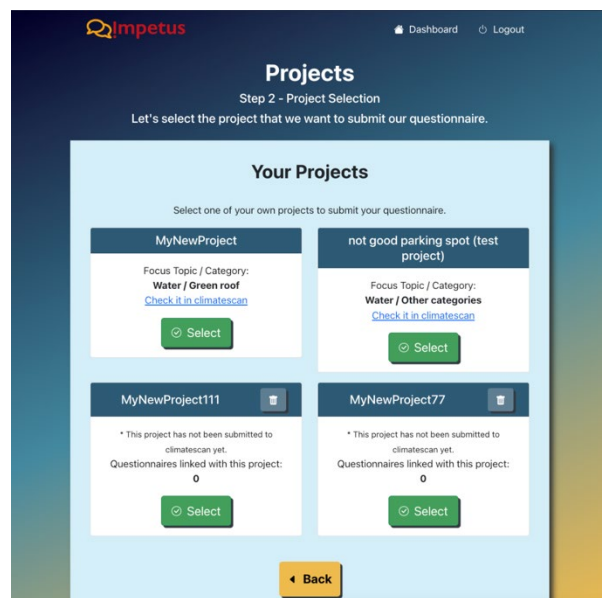 Impetus
Dashboard
Logout
Projects
Step 2 - Project Selection
Let's select the project that we want to submit our questionnaire.
Your Projects
Select one of your own projects to submit your questionnaire.
MyNewProject
Focus Topic / Category:
Water / Green roof
Check it in climatescan
Select
not good parking spot (test
project)
Focus Topic / Category:
Water / Other categories
Check it in climatescan
Select
MyNewProject111
* This project has not been submitted to
climatescan yet.
Questionnaires linked with this project:
0
Select
MyNewProject77
* This project has not been submitted to
climatescan yet.
Questionnaires linked with this project:
0
Select
Back